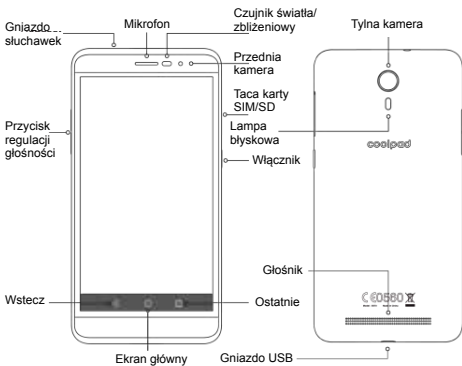 Gniazdo
słuchawek
Mikrofon
Czujnik światła/
zbliżeniowy
Przednia
kamera
Taca karty
SIM/SD
Przycisk
regulacji
głośności
Włącznik
Wstecz
Ostatnie
Ekran główny
Tylna kamera
Lampa
błyskowa
coolpad
Głośnik
CE0560
Gniazdo USB